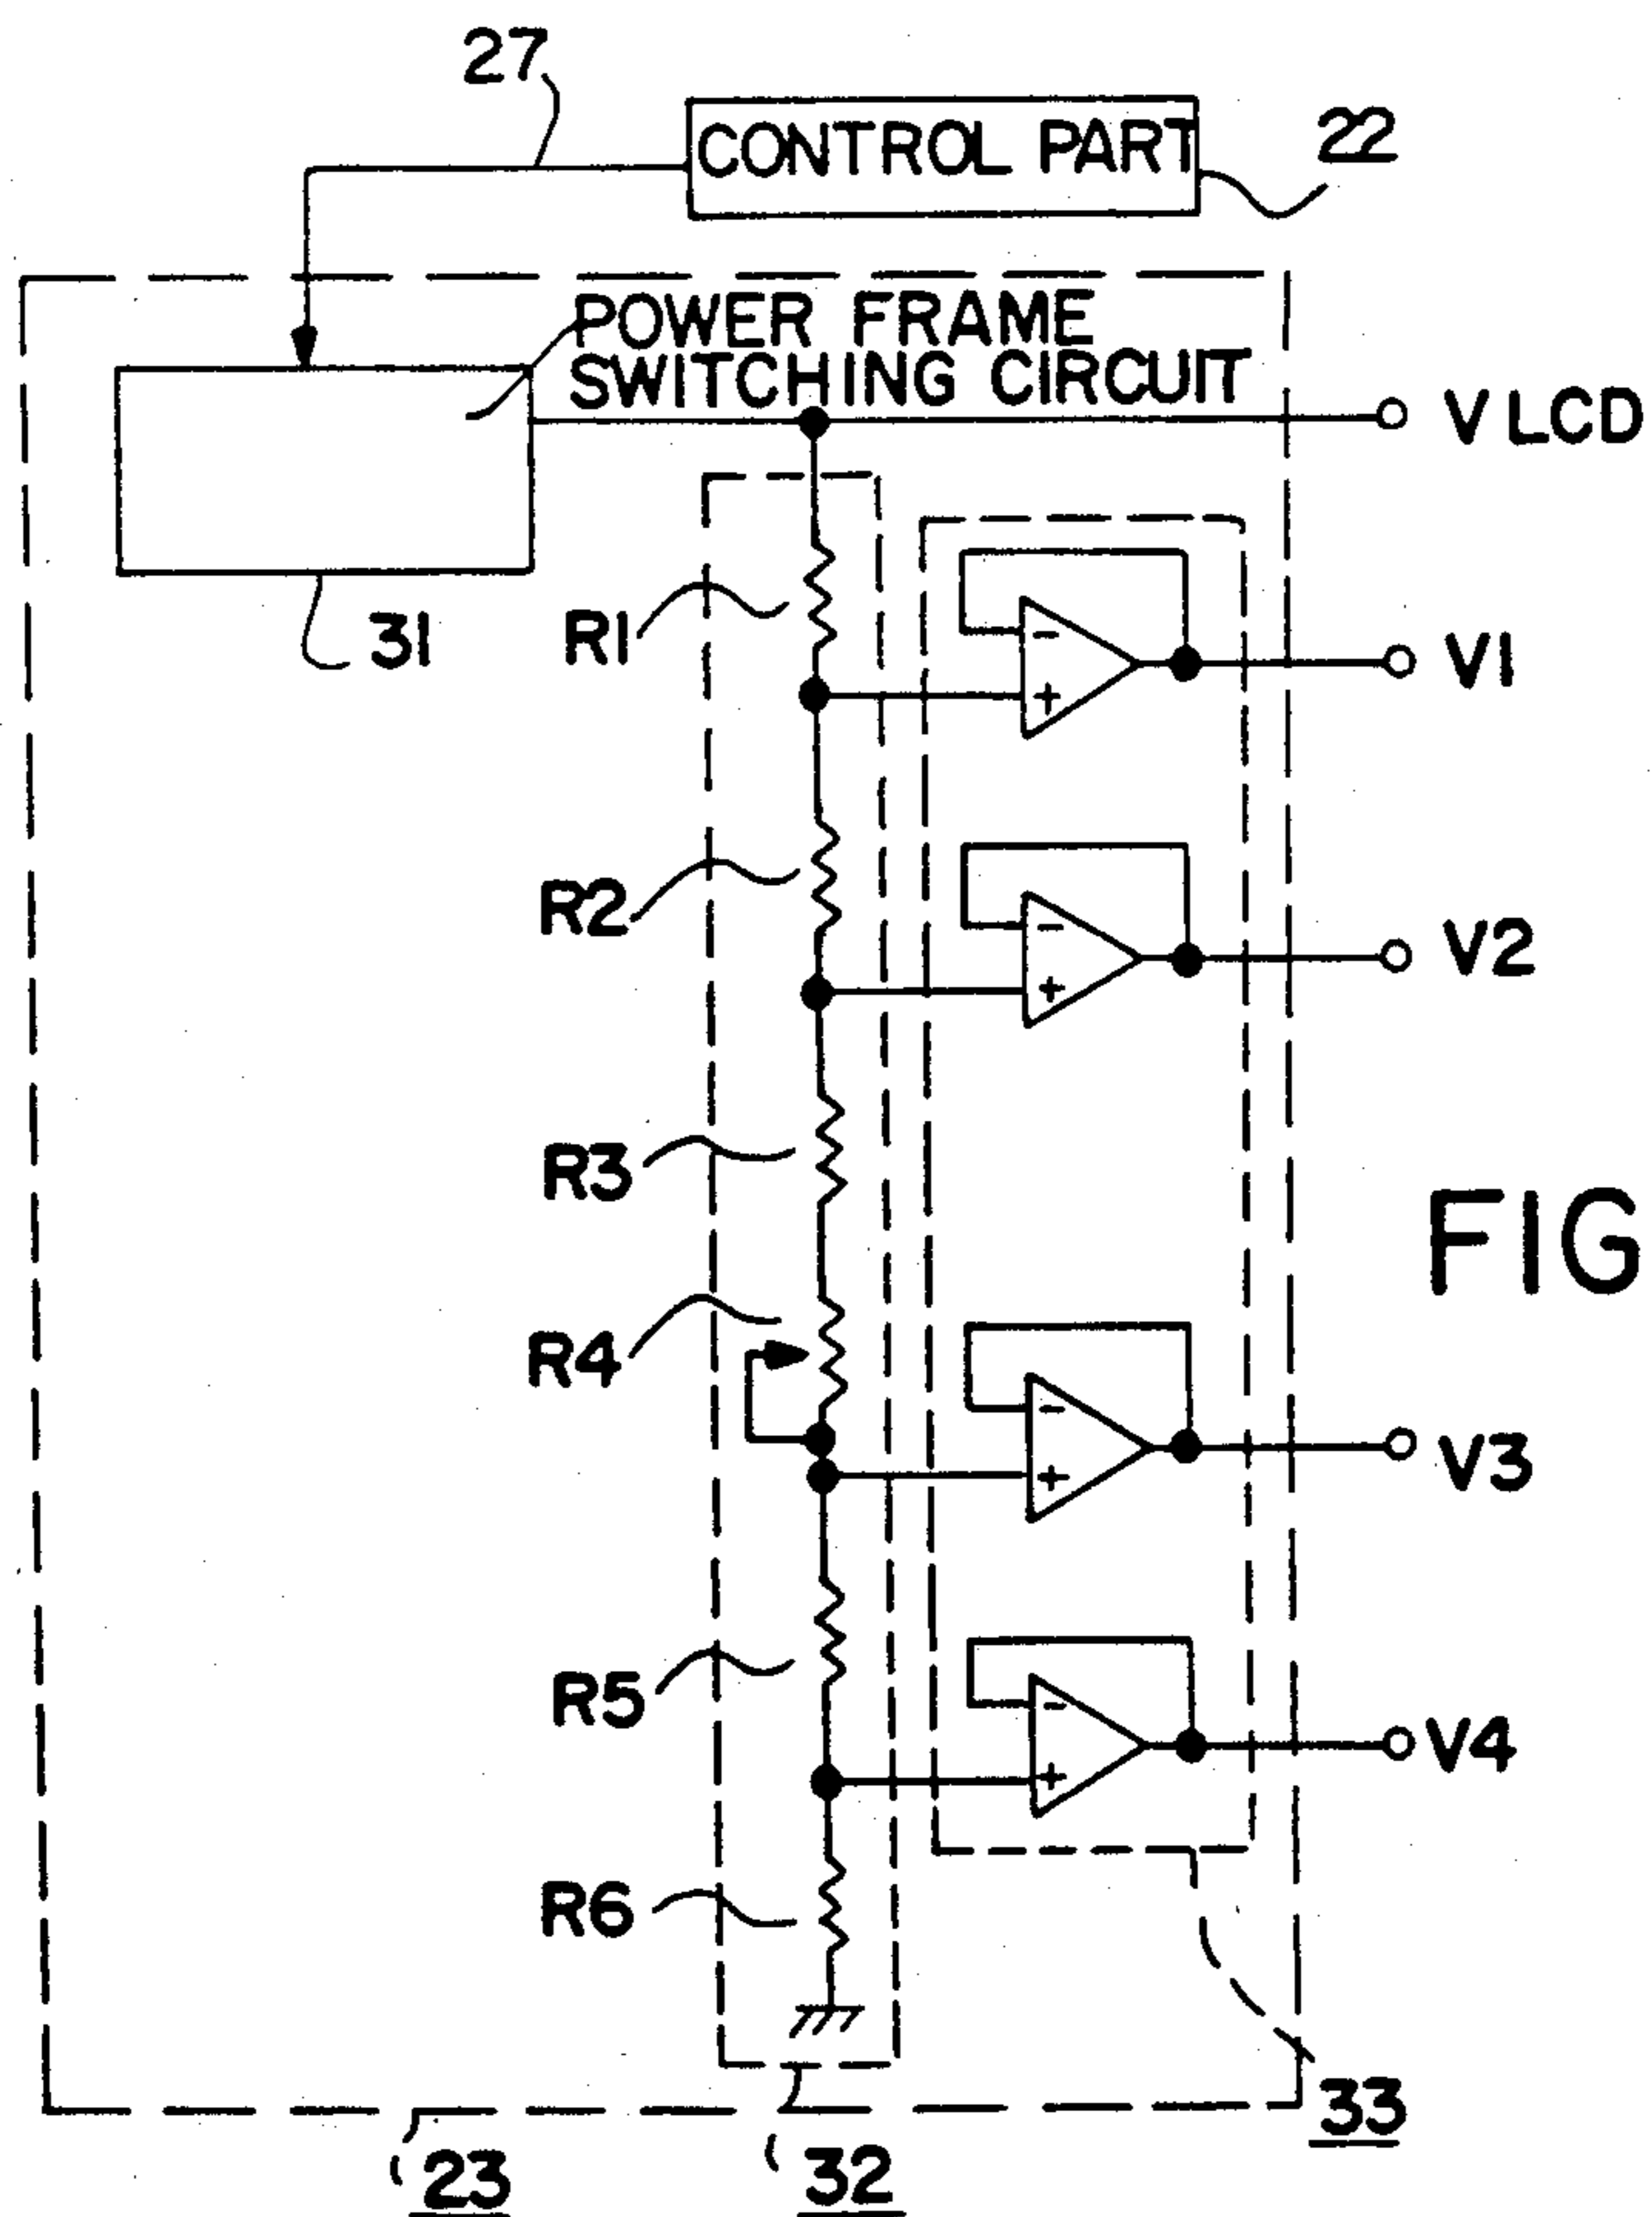 27
CONTROL PART
22
POWER FRAME
SWITCHING CIRCUIT
VLCD
31
R1
-
+
V1
R2
-
+
V2
R3
FIG
R4
-
+
V3
R5
-
+
V4
R6
33
23
32